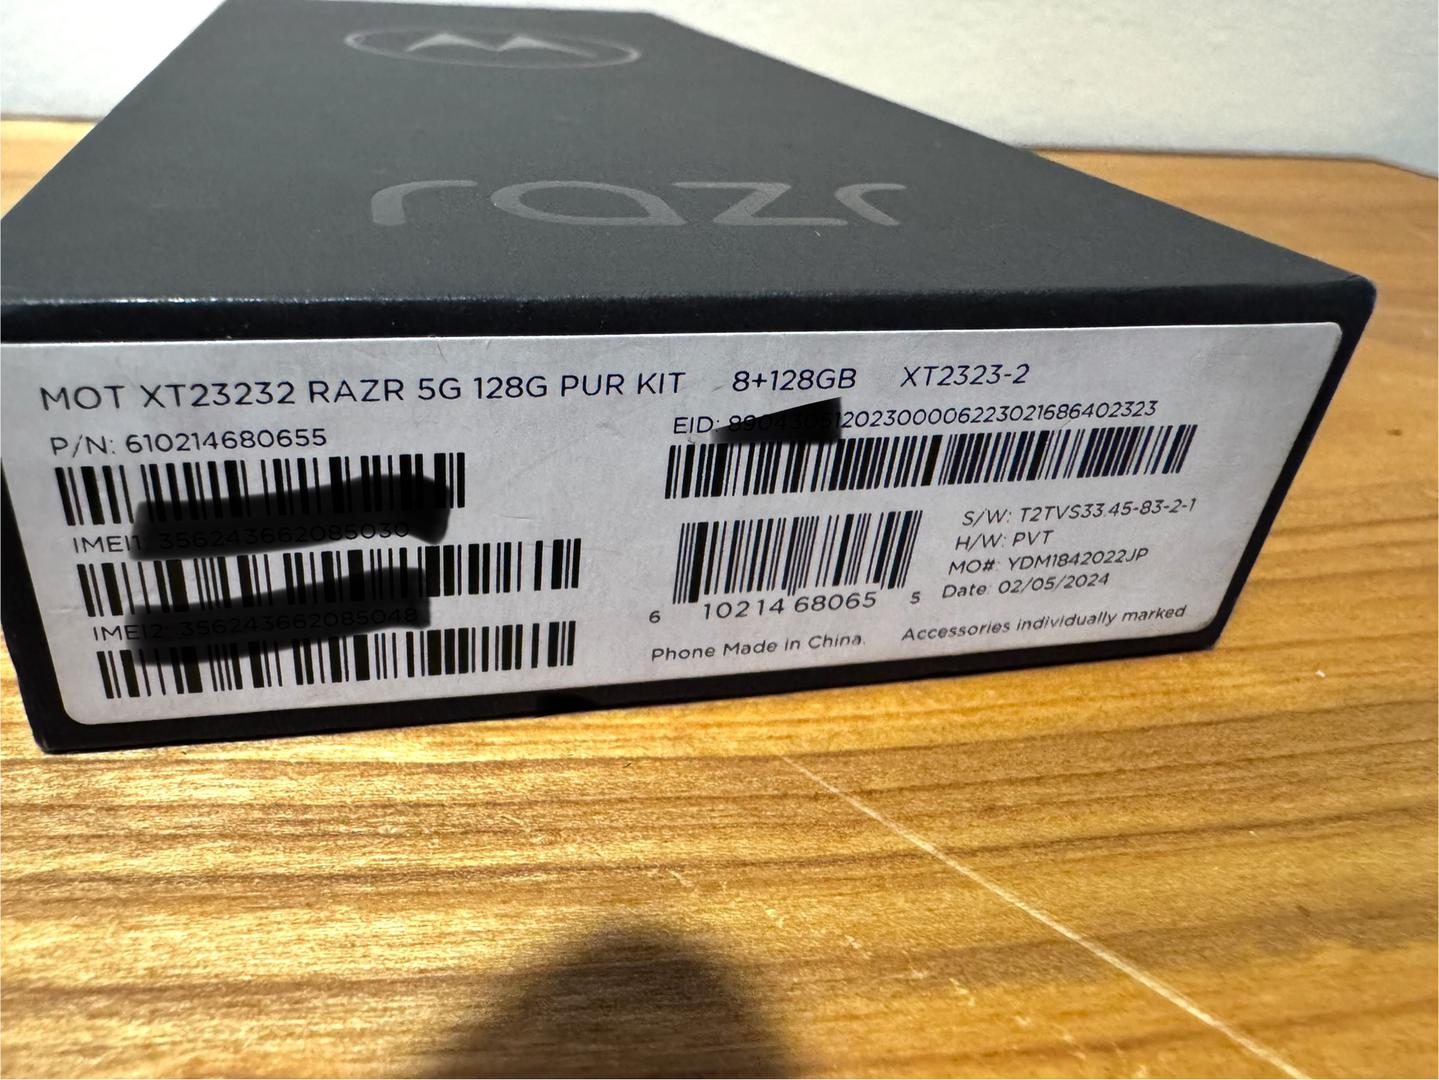 razr
MOT XT23232 RAZR 5G 128G PUR KIT 8+128GB XT2323-2
P/N: 610214680655
EID:
IMEI1:
IMEI2:
6 10214 68065 5
S/W: T2TVS33.45-83-2-1
H/W: PVT
MO#: YDM1842022JP
Date: 02/05/2024
Phone Made in China. Accessories individually marked